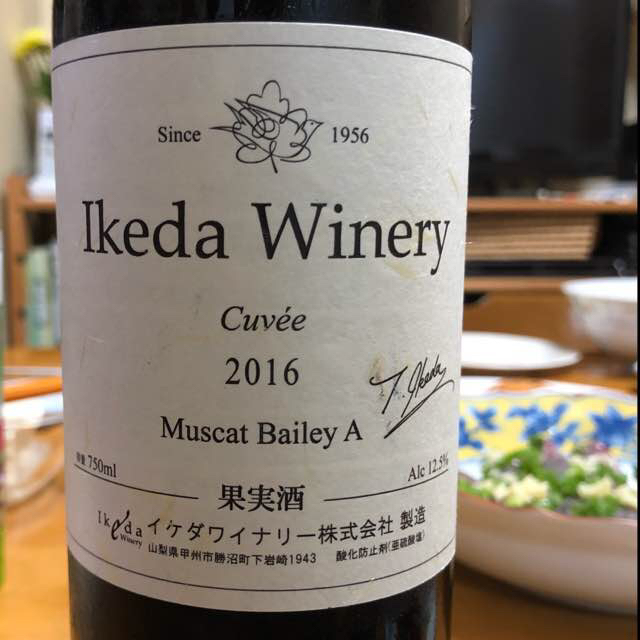 Since 1956
Ikeda Winery
Cuvée
2016
T. Ikeda
Muscat Bailey A
容量 750ml
Alc 12.5%
果実酒
Ikeda Winery イケダワイナリー株式会社 製造
山梨県甲州市勝沼町下岩崎1943 酸化防止剤(亜硫酸塩)